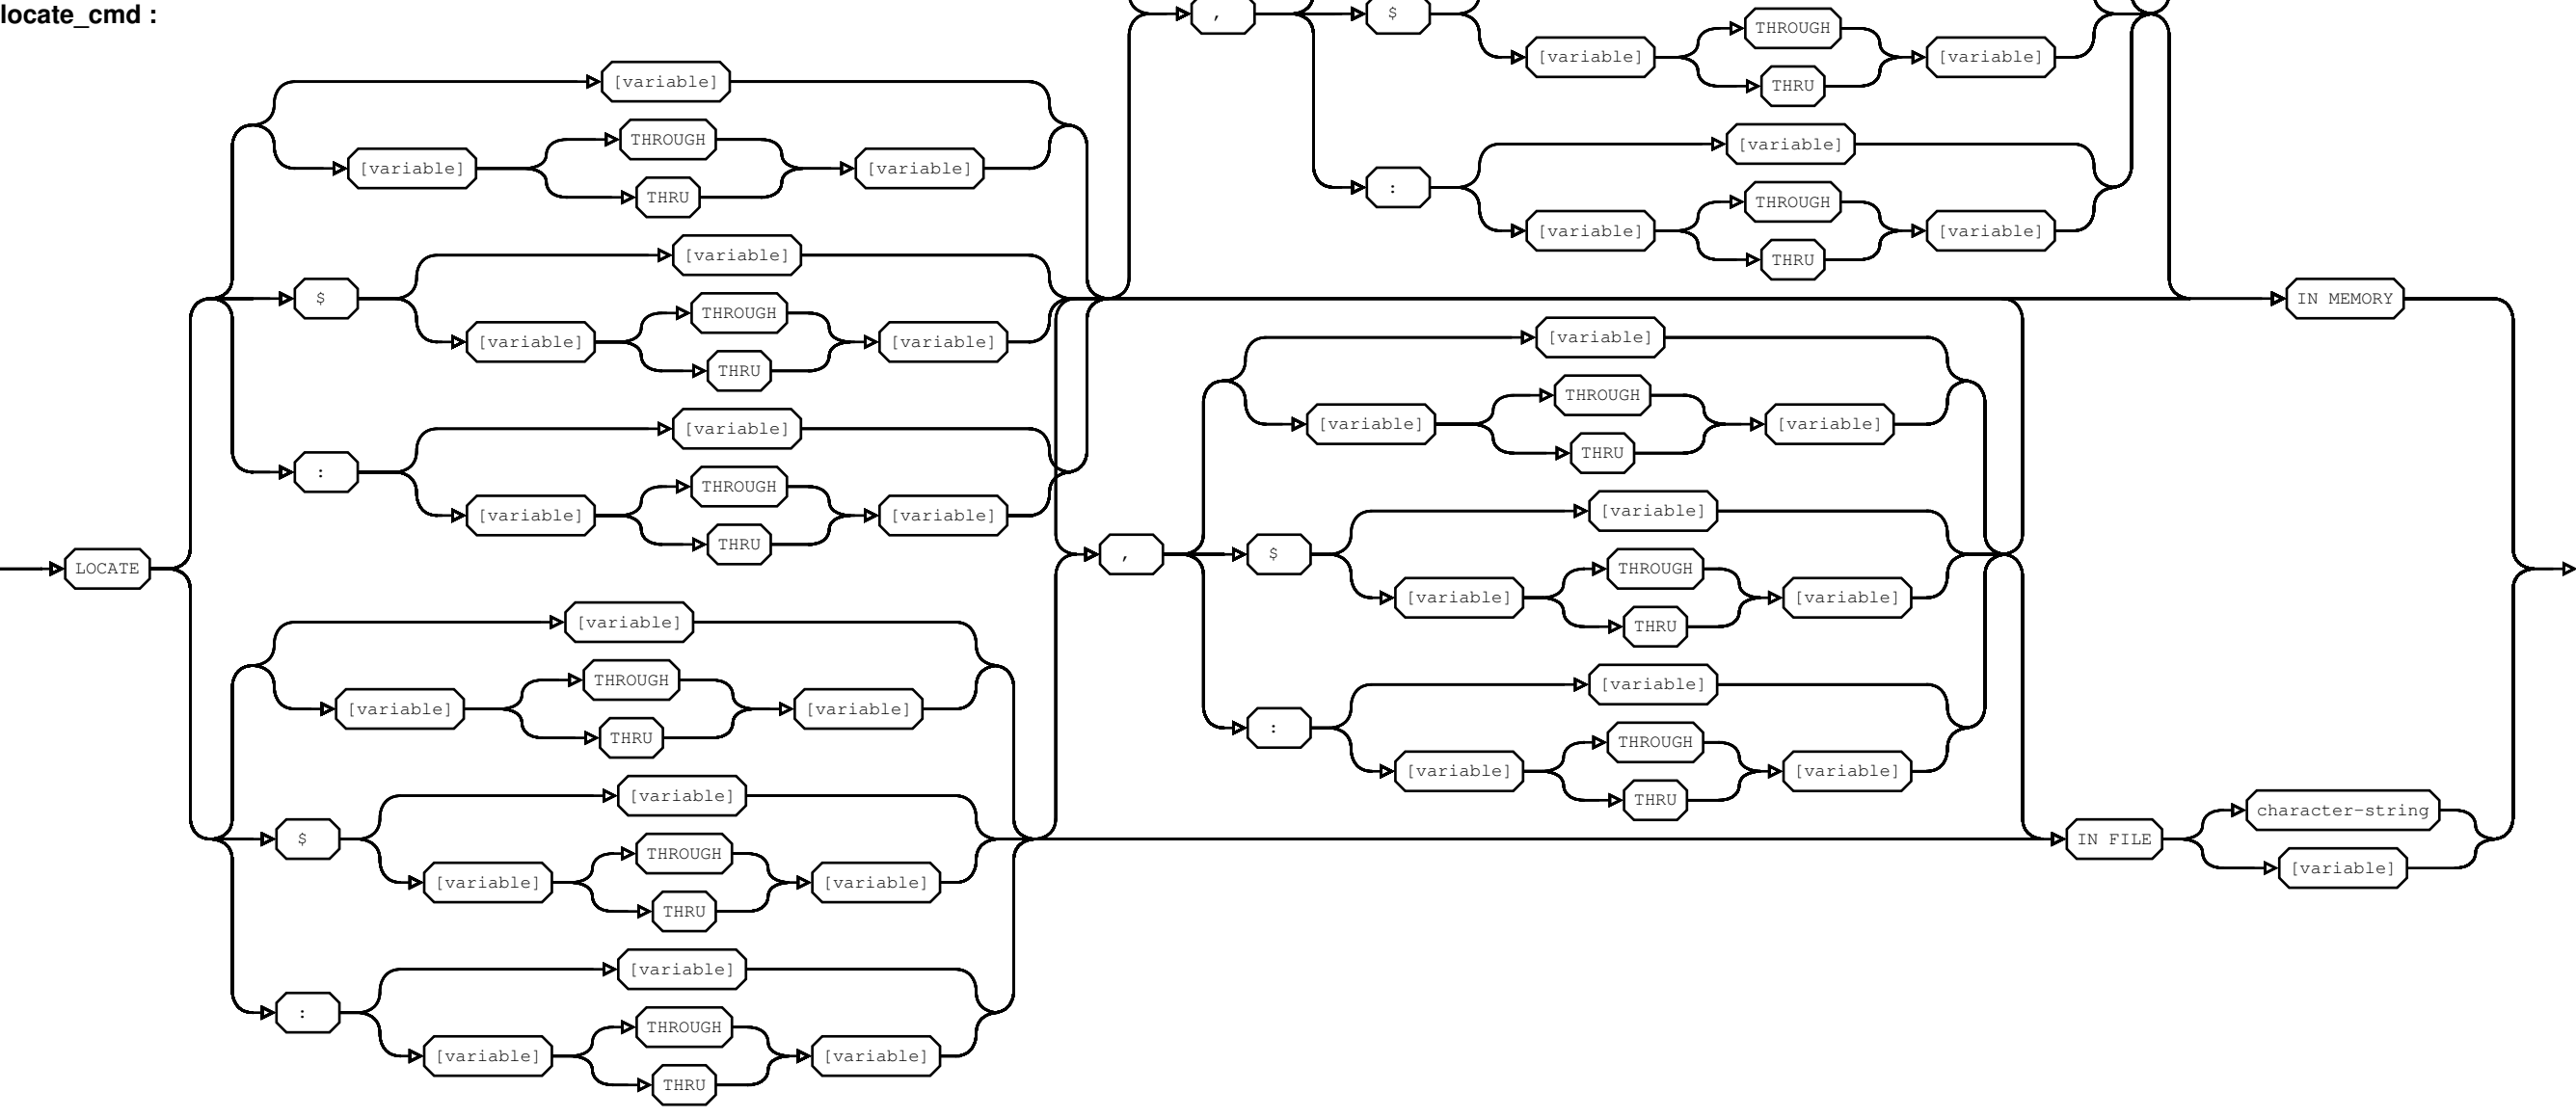 locate_cmd :
, $
[variable] THROUGH [variable]
THRU
[variable]
: [variable] THROUGH [variable]
THRU
[variable]
[variable] THROUGH [variable]
THRU
[variable]
$ [variable] THROUGH [variable]
THRU
[variable]
: [variable] THROUGH [variable]
THRU
LOCATE
[variable]
[variable] THROUGH [variable]
THRU
[variable]
$ [variable] THROUGH [variable]
THRU
[variable]
: [variable] THROUGH [variable]
THRU
,
[variable]
[variable] THROUGH [variable]
THRU
[variable]
$ [variable] THROUGH [variable]
THRU
[variable]
: [variable] THROUGH [variable]
THRU
IN MEMORY
IN FILE
character-string
[variable]